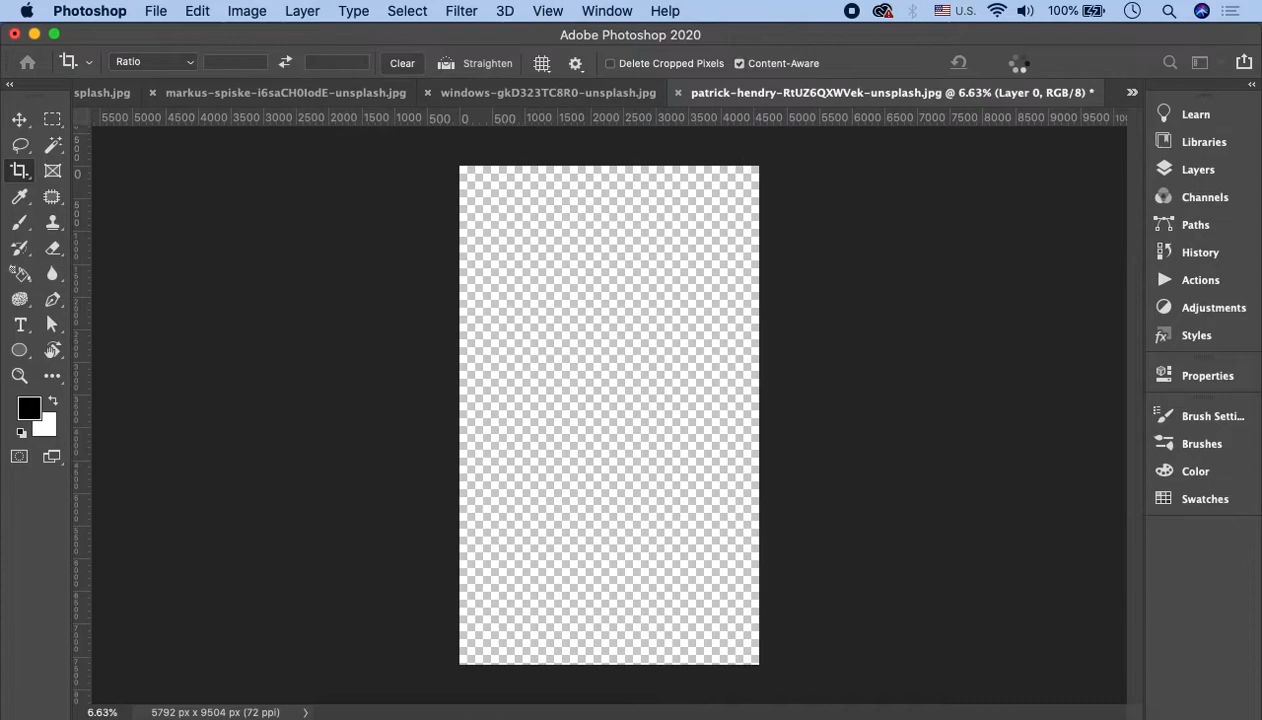 Photoshop File Edit Image Layer Type Select Filter 3D View Window Help U.S. 100%
Adobe Photoshop 2020
Ratio Clear Straighten Delete Cropped Pixels Content-Aware
splash.jpg × markus-spiske-i6saCH0IodE-unsplash.jpg × windows-gkD323TC8R0-unsplash.jpg × patrick-hendry-RtUZ6QXWVek-unsplash.jpg @ 6.63% (Layer 0, RGB/8) *
5500 5000 4500 4000 3500 3000 2500 2000 1500 1000 500 0 500 1000 1500 2000 2500 3000 3500 4000 4500 5000 5500 6000 6500 7000 7500 8000 8500 9000 9500
Learn
Libraries
Layers
Channels
Paths
History
Actions
Adjustments
Styles
Properties
Brush Setti...
Brushes
Color
Swatches
6.63% 5792 px x 9504 px (72 ppi)